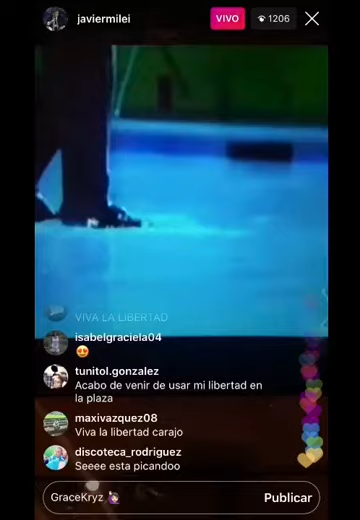 javiermilei
VIVO
1206
VIVA LA LIBERTAD
isabelgraciela04
😍
tunitol.gonzalez
Acabo de venir de usar mi libertad en
la plaza
maxivazquez08
Viva la libertad carajo
discoteca_rodriguez
Seeee esta picandoo
GraceKryz 🙋🏻‍♀️
Publicar